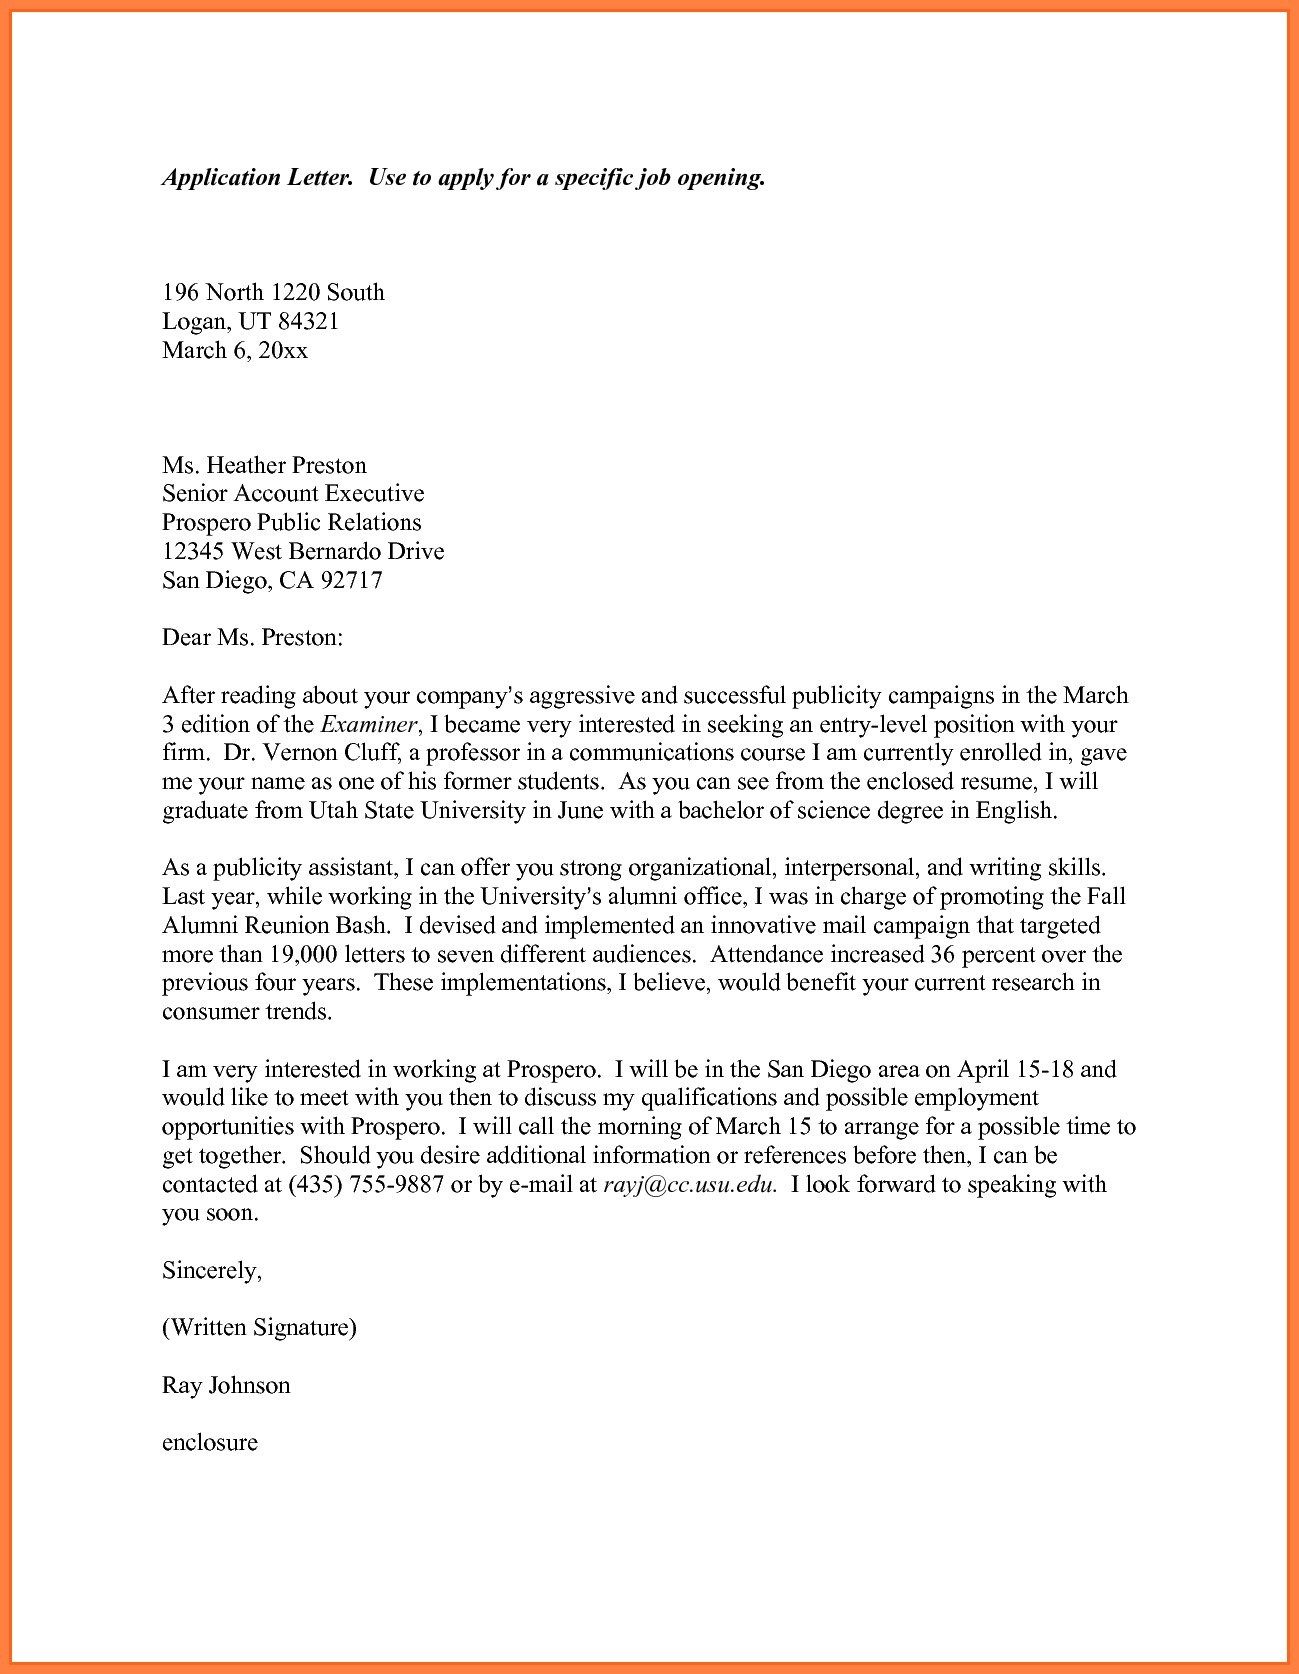 Application Letter.  Use to apply for a specific job opening.
196 North 1220 South
Logan, UT 84321
March 6, 20xx
Ms. Heather Preston
Senior Account Executive
Prospero Public Relations
12345 West Bernardo Drive
San Diego, CA 92717
Dear Ms. Preston:
After reading about your company's aggressive and successful publicity campaigns in the March
3 edition of the Examiner, I became very interested in seeking an entry-level position with your
firm.  Dr. Vernon Cluff, a professor in a communications course I am currently enrolled in, gave
me your name as one of his former students.  As you can see from the enclosed resume, I will
graduate from Utah State University in June with a bachelor of science degree in English.
As a publicity assistant, I can offer you strong organizational, interpersonal, and writing skills.
Last year, while working in the University's alumni office, I was in charge of promoting the Fall
Alumni Reunion Bash.  I devised and implemented an innovative mail campaign that targeted
more than 19,000 letters to seven different audiences.  Attendance increased 36 percent over the
previous four years.  These implementations, I believe, would benefit your current research in
consumer trends.
I am very interested in working at Prospero.  I will be in the San Diego area on April 15-18 and
would like to meet with you then to discuss my qualifications and possible employment
opportunities with Prospero.  I will call the morning of March 15 to arrange for a possible time to
get together.  Should you desire additional information or references before then, I can be
contacted at (435) 755-9887 or by e-mail at rayj@cc.usu.edu.  I look forward to speaking with
you soon.
Sincerely,
(Written Signature)
Ray Johnson
enclosure